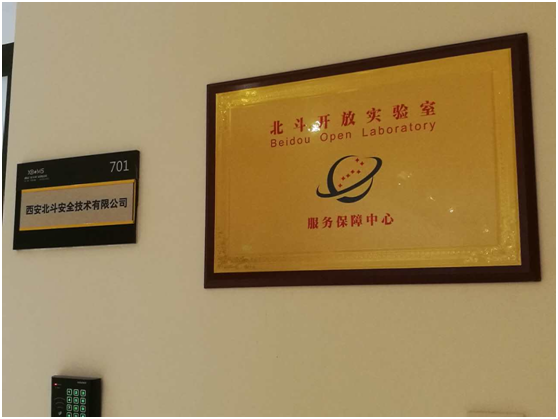 701
西安北斗安全技术有限公司
北斗开放实验室
Beidou Open Laboratory
服务保障中心